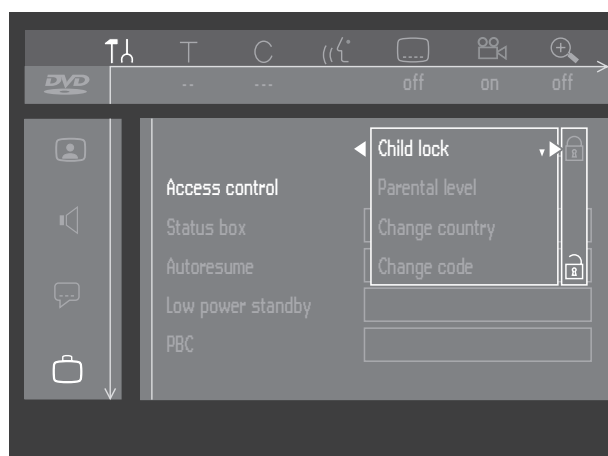 T C
DVD -- --- off on off
Child lock
Access control Parental level
Status box Change country
Autoresume Change code
Low power standby
PBC